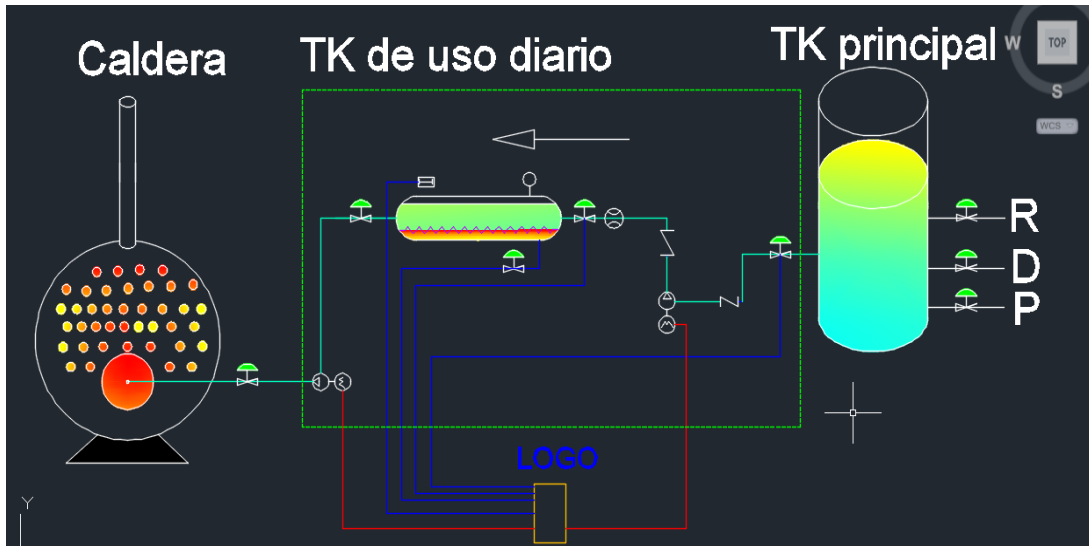 Caldera
TK de uso diario
TK principal
W
TOP
S
WCS
R
D
P
LOGO
Y